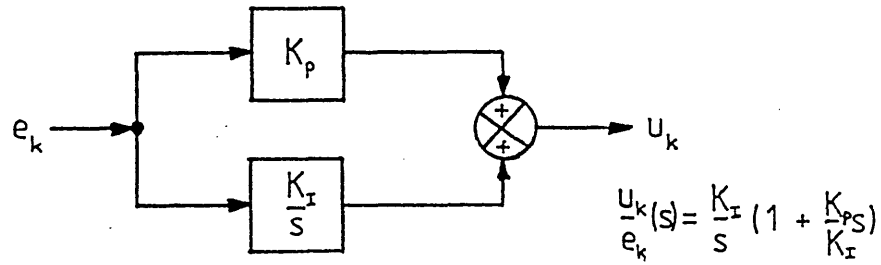 K_p
+
e_k
u_k
+
K_I/s
u_k/e_k (s) = K_I/s (1 + K_p/K_I s)